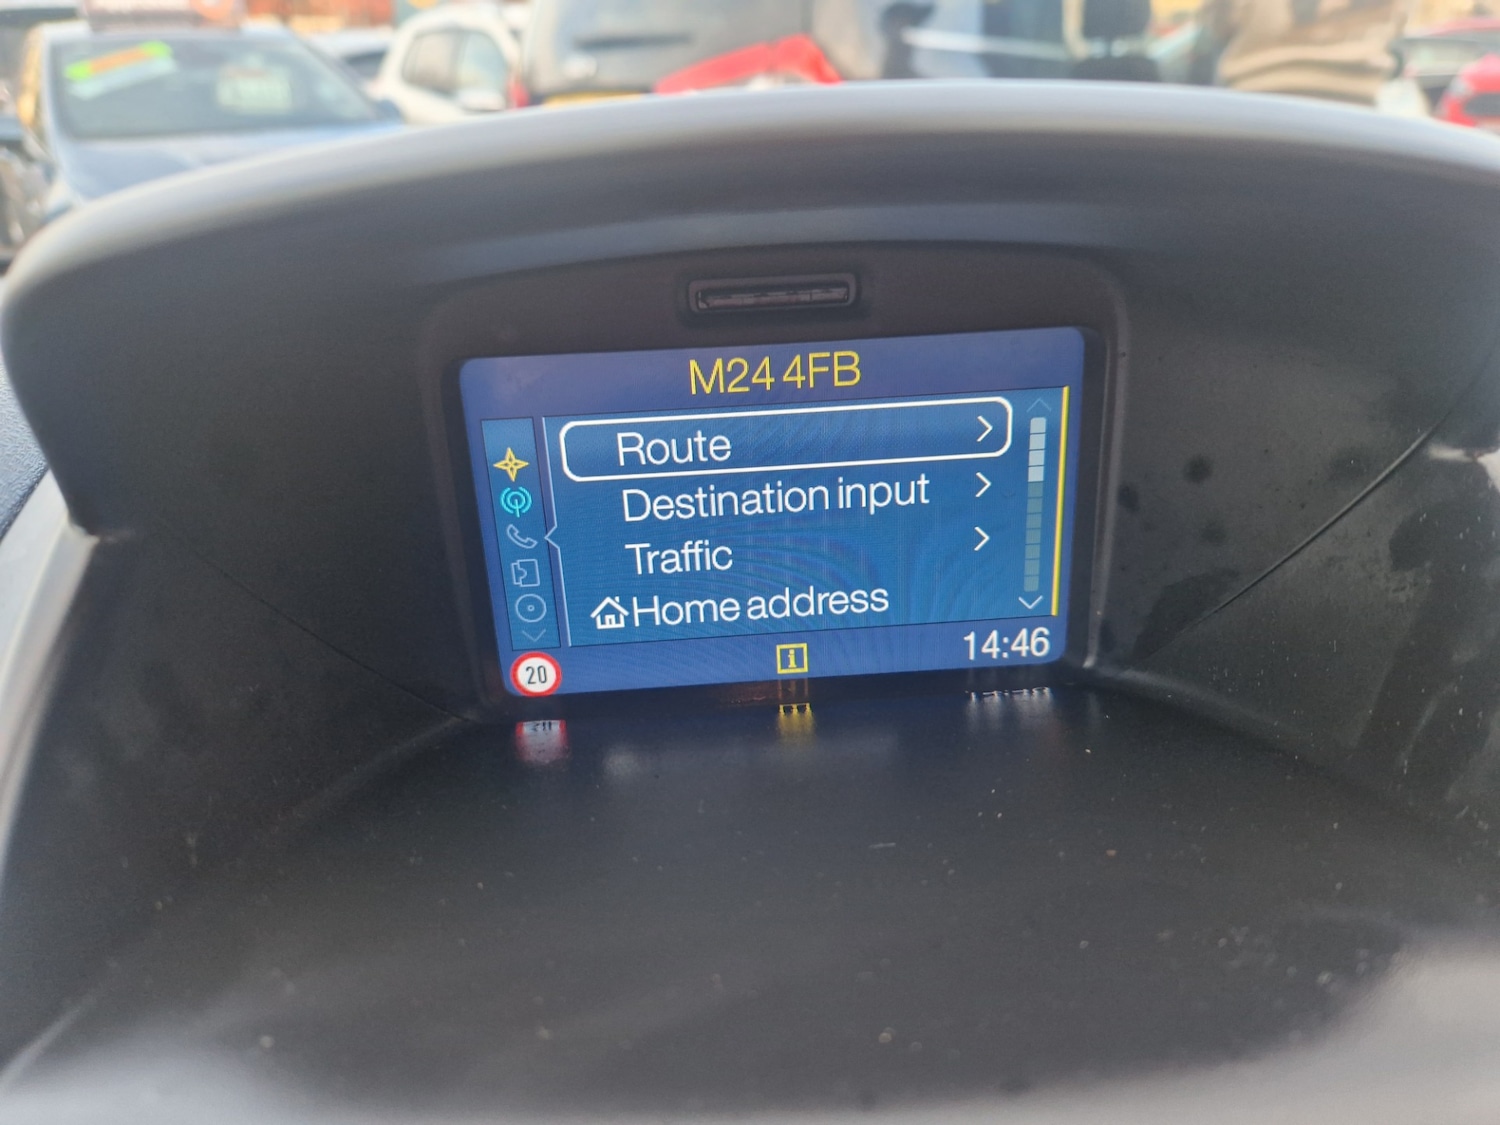 M24 4FB
Route
Destination input
Traffic
Home address
20
14:46